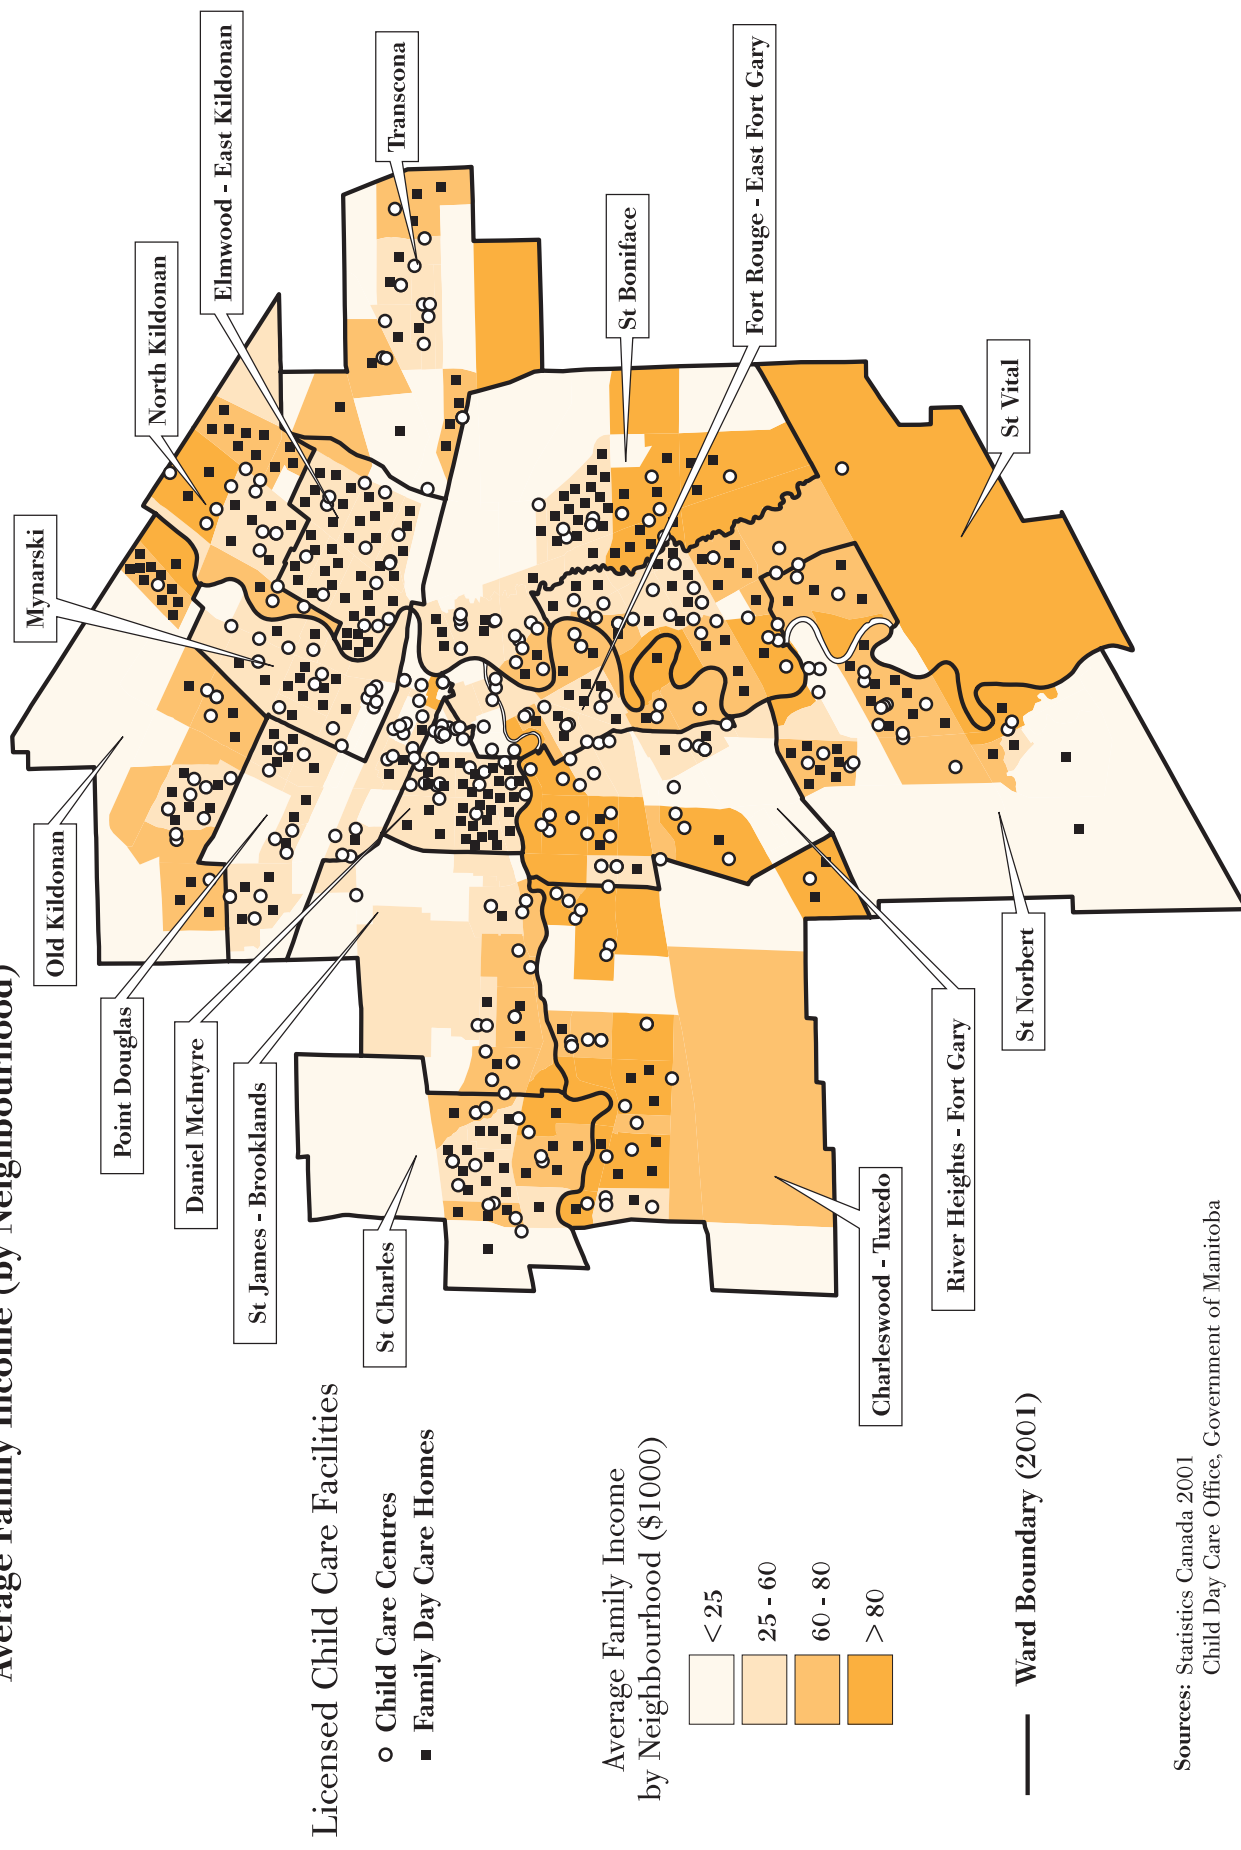 Average Family Income (by Neighbourhood)
Old Kildonan
Mynarski
Point Douglas
North Kildonan
Daniel McIntyre
Elmwood - East Kildonan
St James - Brooklands
St Charles
Transcona
St Boniface
Fort Rouge - East Fort Gary
Charleswood - Tuxedo
River Heights - Fort Gary
St Norbert
St Vital
Licensed Child Care Facilities
Child Care Centres
Family Day Care Homes
Average Family Income
by Neighbourhood ($1000)
< 25
25 - 60
60 - 80
> 80
Ward Boundary (2001)
Sources: Statistics Canada 2001
Child Day Care Office, Government of Manitoba